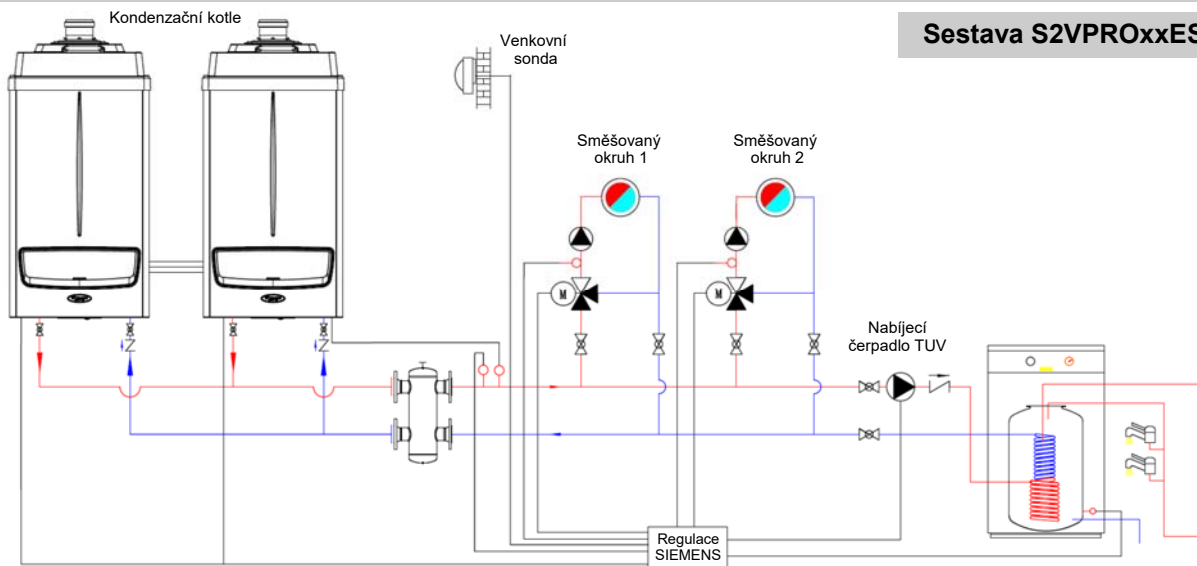 Kondenzační kotle
Sestava S2VPROxxES
Venkovní
sonda
Směšovaný
okruh 1
Směšovaný
okruh 2
M
M
Nabíjecí
čerpadlo TUV
Regulace
SIEMENS